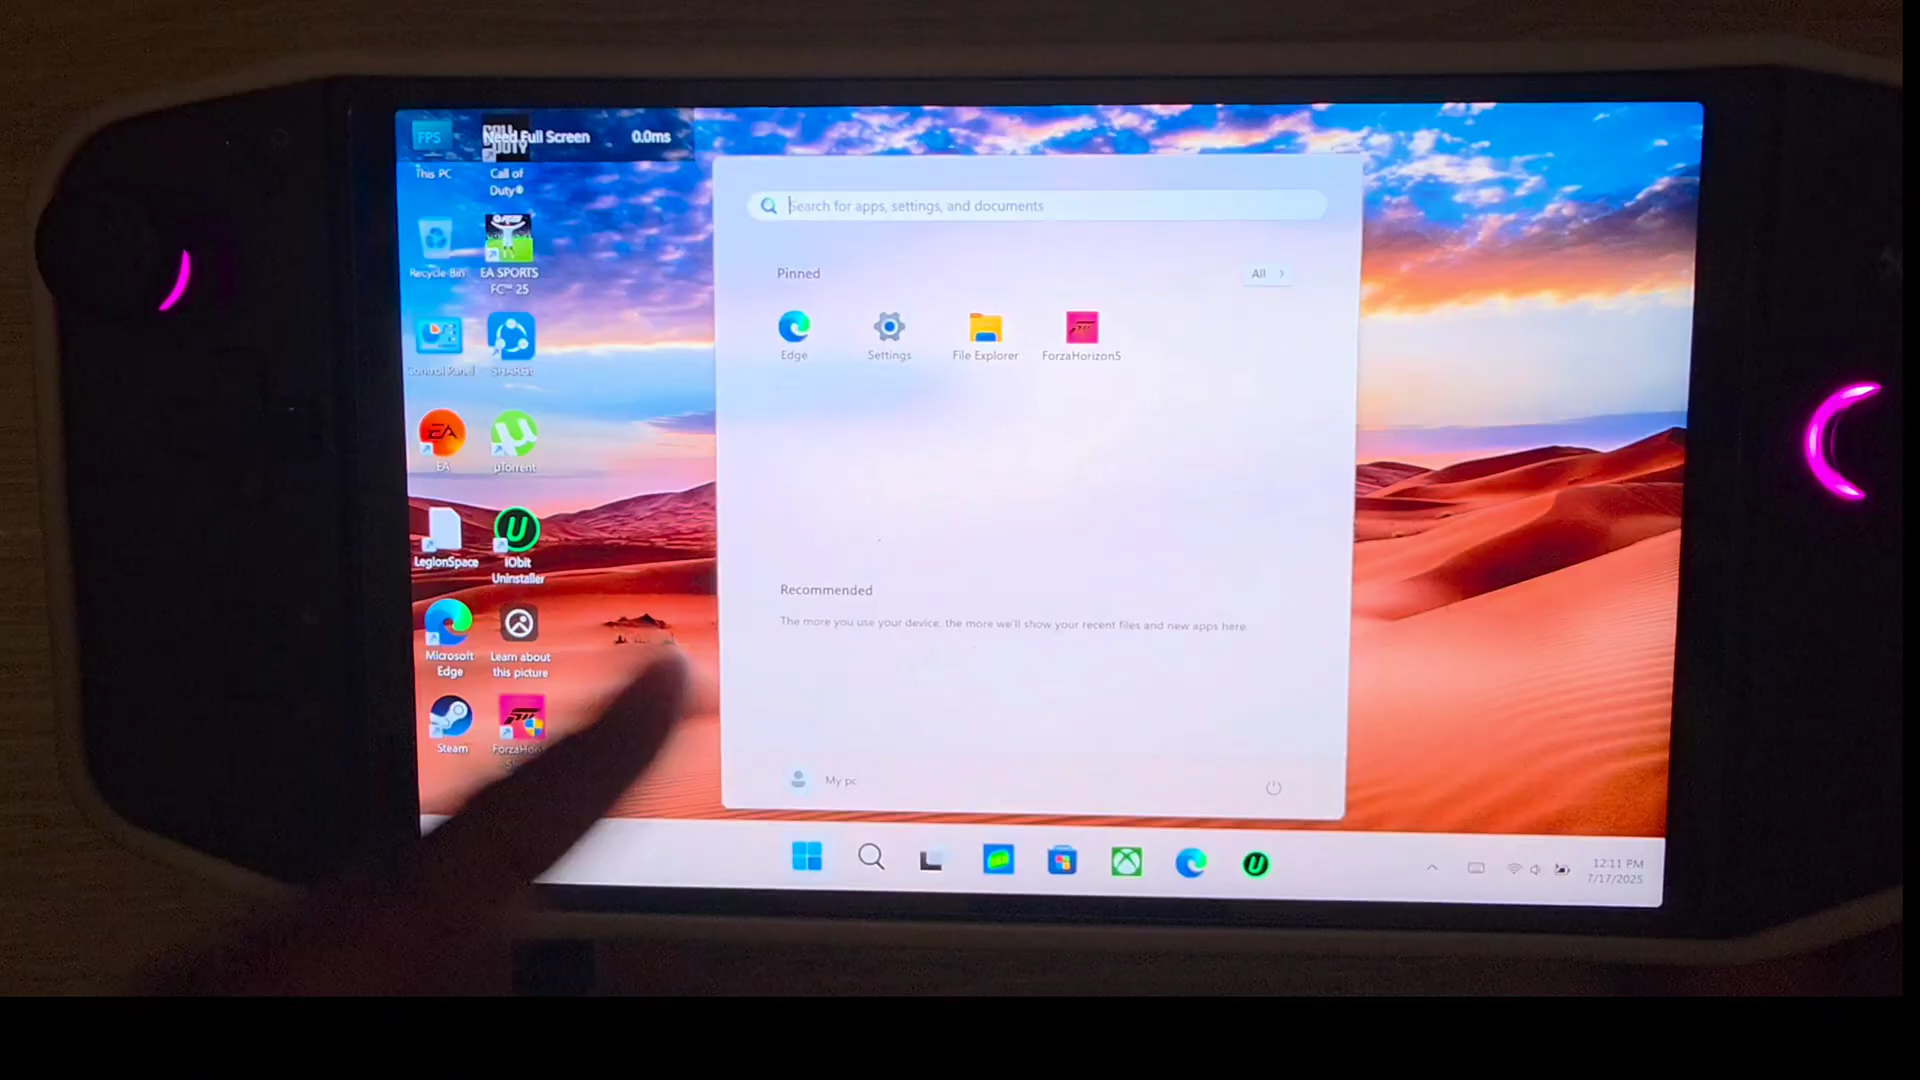 FPS
Need Full Screen
0.0ms
This PC
Call of
Duty®
Recycle Bin
EA SPORTS
FC™ 25
Control Panel
SHAREit
EA
EA
µTorrent
LegionSpace
IObit
Uninstaller
Microsoft
Edge
Learn about
this picture
Steam
Search for apps, settings, and documents
Pinned
All
Edge
Settings
File Explorer
ForzaHorizon5
Recommended
The more you use your device, the more we'll show your recent files and new apps here.
My pc
12:11 PM
7/17/2025